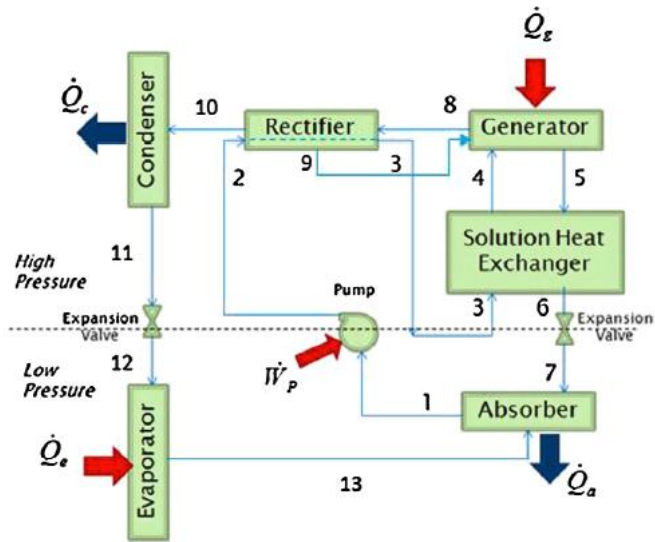 Q̇g
Condenser
Q̇c
10
Rectifier
8
Generator
2
9
3
4
5
11
Solution Heat
Exchanger
High
Pressure
Pump
3
6
Expansion
Valve
Expansion
Valve
12
Low
Pressure
ẆP
7
1
Absorber
Q̇e
Evaporator
13
Q̇a